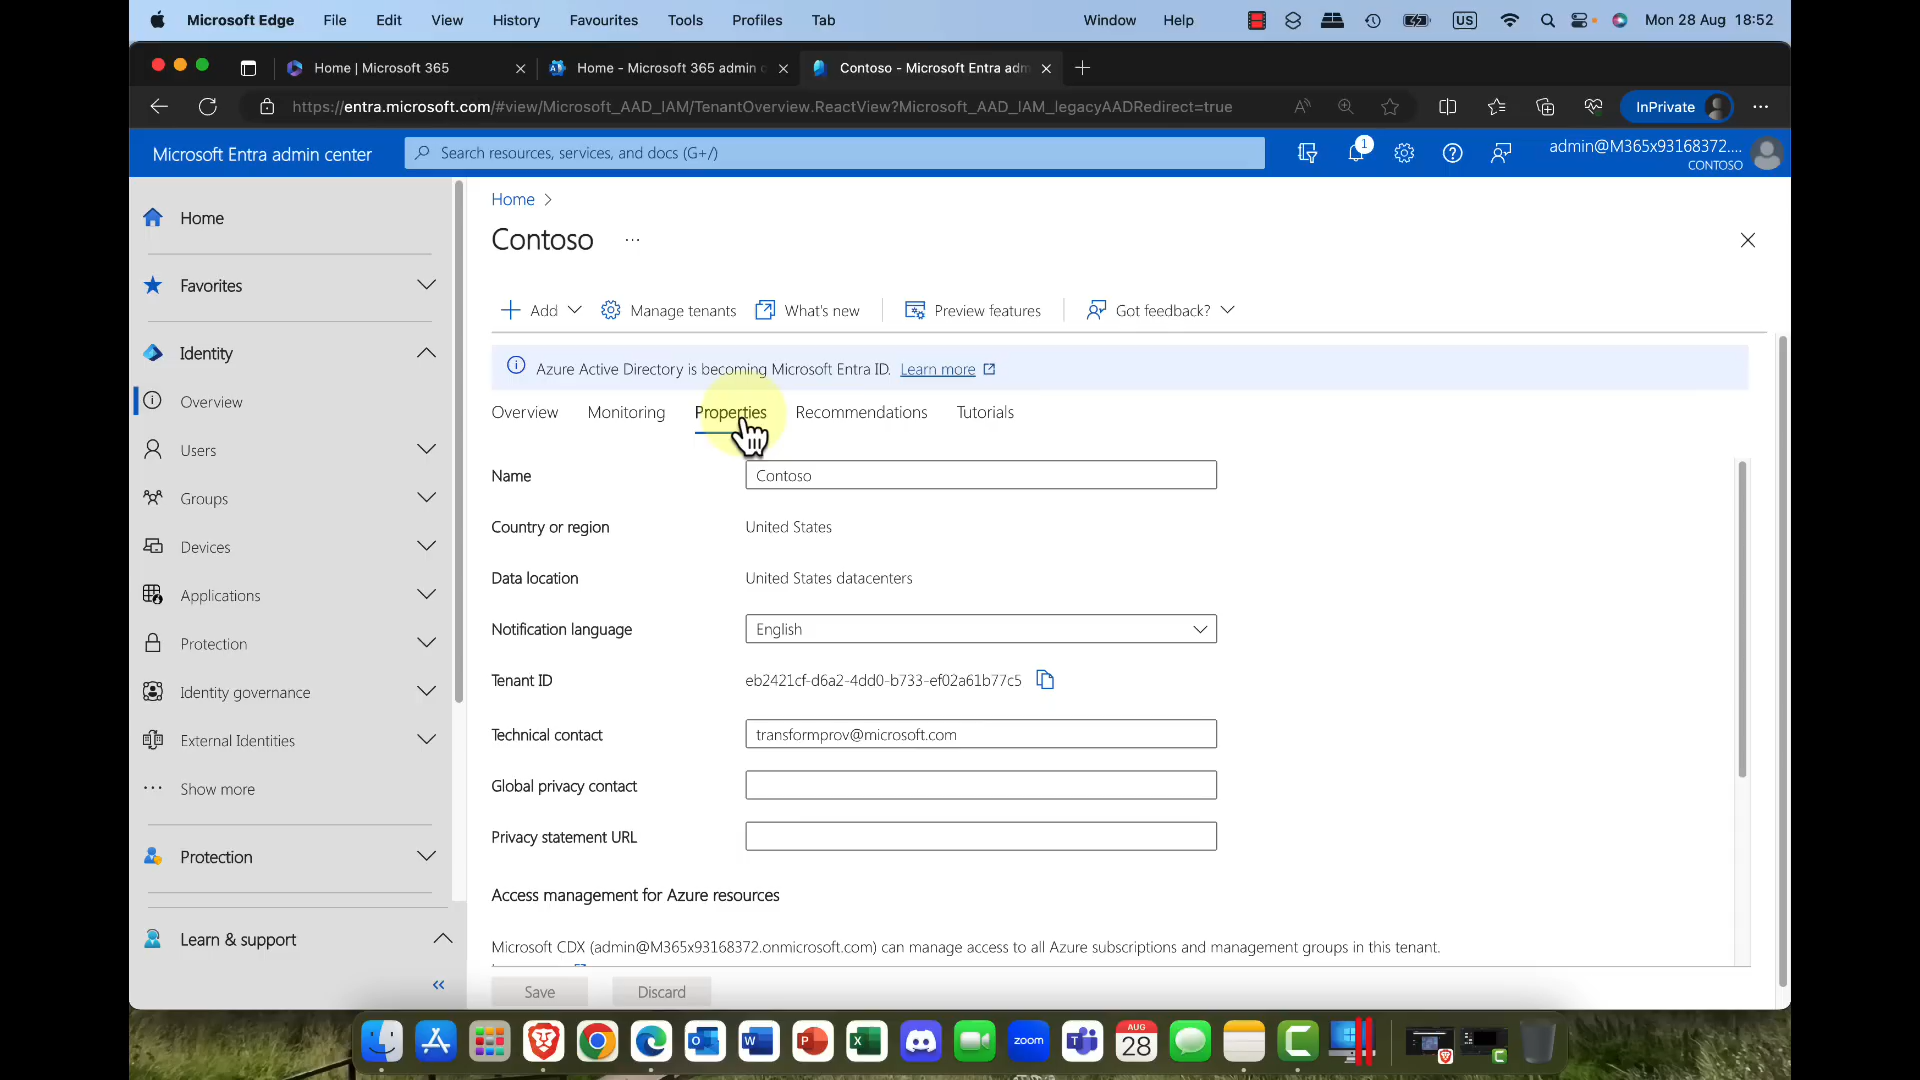 Microsoft Edge File Edit View History Favourites Tools Profiles Tab Window Help US Mon 28 Aug 18:52
Home | Microsoft 365
Home - Microsoft 365 admin c
Contoso - Microsoft Entra adm
https://entra.microsoft.com/#view/Microsoft_AAD_IAM/TenantOverview.ReactView?Microsoft_AAD_IAM_legacyAADRedirect=true
InPrivate
Microsoft Entra admin center
Search resources, services, and docs (G+/)
1
admin@M365x93168372....
CONTOSO
Home
Favorites
Identity
Overview
Users
Groups
Devices
Applications
Protection
Identity governance
External Identities
Show more
Protection
Learn & support
Home
Contoso
Add
Manage tenants
What's new
Preview features
Got feedback?
Azure Active Directory is becoming Microsoft Entra ID. Learn more
Overview Monitoring Properties Recommendations Tutorials
Name
Contoso
Country or region
United States
Data location
United States datacenters
Notification language
English
Tenant ID
eb2421cf-d6a2-4dd0-b733-ef02a61b77c5
Technical contact
transformprov@microsoft.com
Global privacy contact
Privacy statement URL
Access management for Azure resources
Microsoft CDX (admin@M365x93168372.onmicrosoft.com) can manage access to all Azure subscriptions and management groups in this tenant.
Save
Discard
zoom
AUG
28